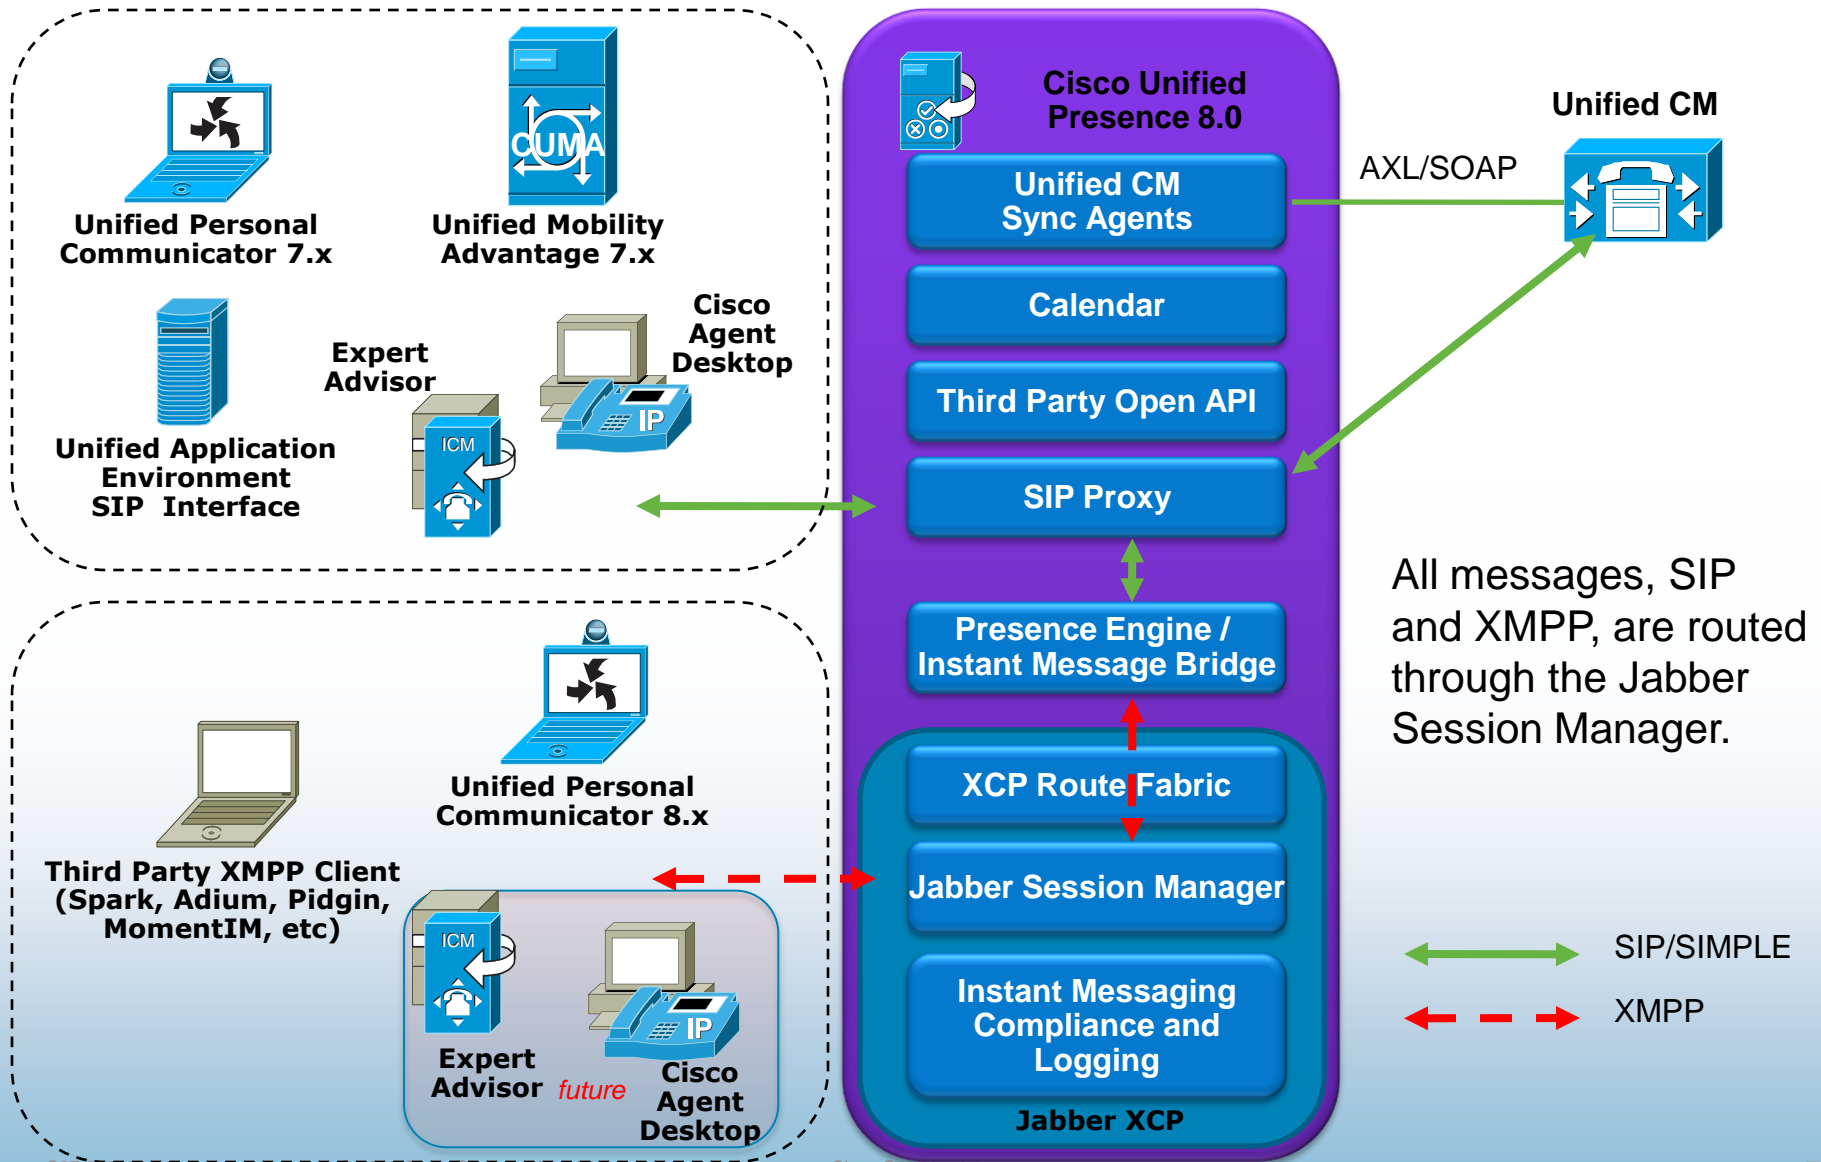 CUMA
Unified Personal
Communicator 7.x
Unified Mobility
Advantage 7.x
Unified Application
Environment
SIP Interface
Expert
Advisor
ICM
Cisco
Agent
Desktop
IP
Unified Personal
Communicator 8.x
Third Party XMPP Client
(Spark, Adium, Pidgin,
MomentIM, etc)
ICM
Expert
Advisor
future
IP
Cisco
Agent
Desktop
Cisco Unified
Presence 8.0
Unified CM
Sync Agents
Calendar
Third Party Open API
SIP Proxy
Presence Engine /
Instant Message Bridge
XCP Route Fabric
Jabber Session Manager
Instant Messaging
Compliance and
Logging
Jabber XCP
Unified CM
AXL/SOAP
All messages, SIP
and XMPP, are routed
through the Jabber
Session Manager.
SIP/SIMPLE
XMPP